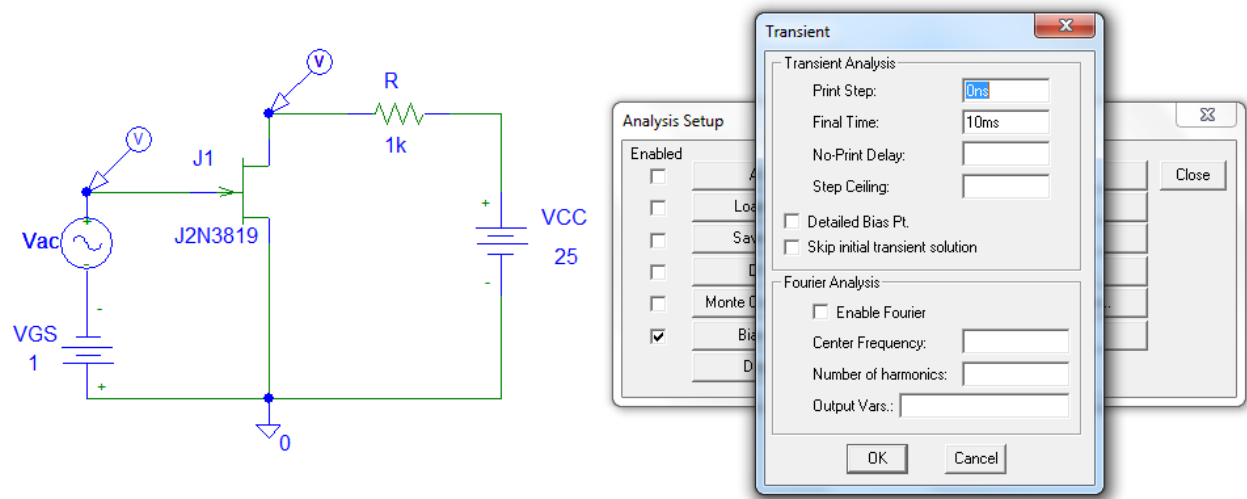 V
R
1k
V
J1
J2N3819
Vac
+
-
VGS
1
-
+
+
VCC
25
-
0
Analysis Setup
Enabled
Close
Monte C
Transient
Transient Analysis
Print Step: 0ns
Final Time: 10ms
No-Print Delay:
Step Ceiling:
Detailed Bias Pt.
Skip initial transient solution
Fourier Analysis
Enable Fourier
Center Frequency:
Number of harmonics:
Output Vars.:
OK
Cancel